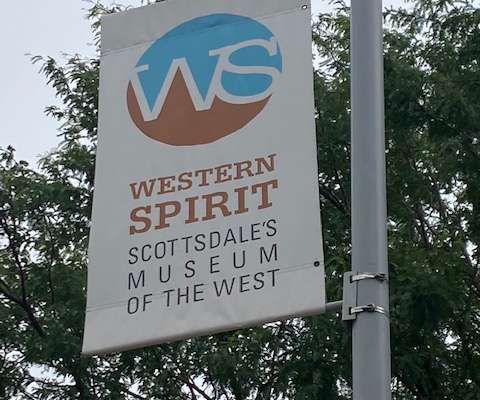 WS
WESTERN
SPIRIT
SCOTTSDALE'S
MUSEUM
OF THE WEST